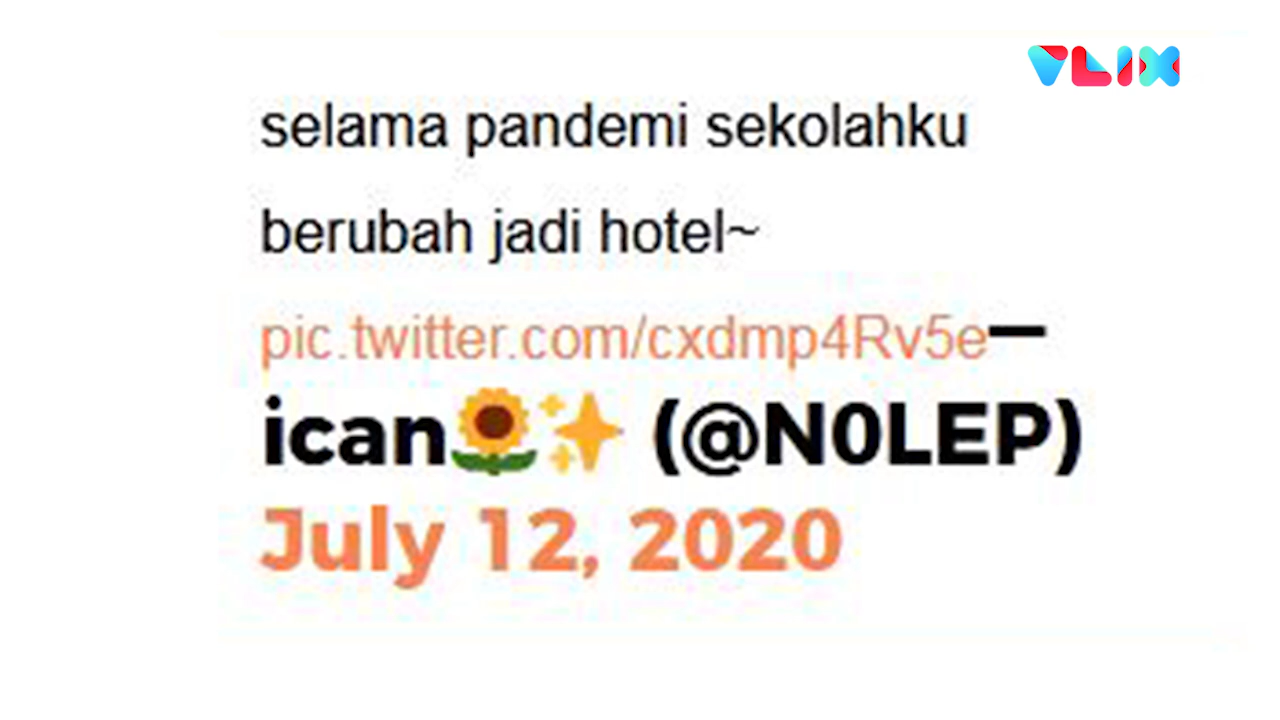 VLIX
selama pandemi sekolahku
berubah jadi hotel~
pic.twitter.com/cxdmp4Rv5e—
ican🌻✨ (@N0LEP)
July 12, 2020